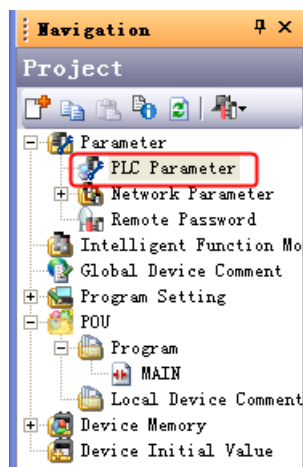 Navigation
Project
Parameter
PLC Parameter
Network Parameter
Remote Password
Intelligent Function Mo
Global Device Comment
Program Setting
POU
Program
MAIN
Local Device Comment
Device Memory
Device Initial Value